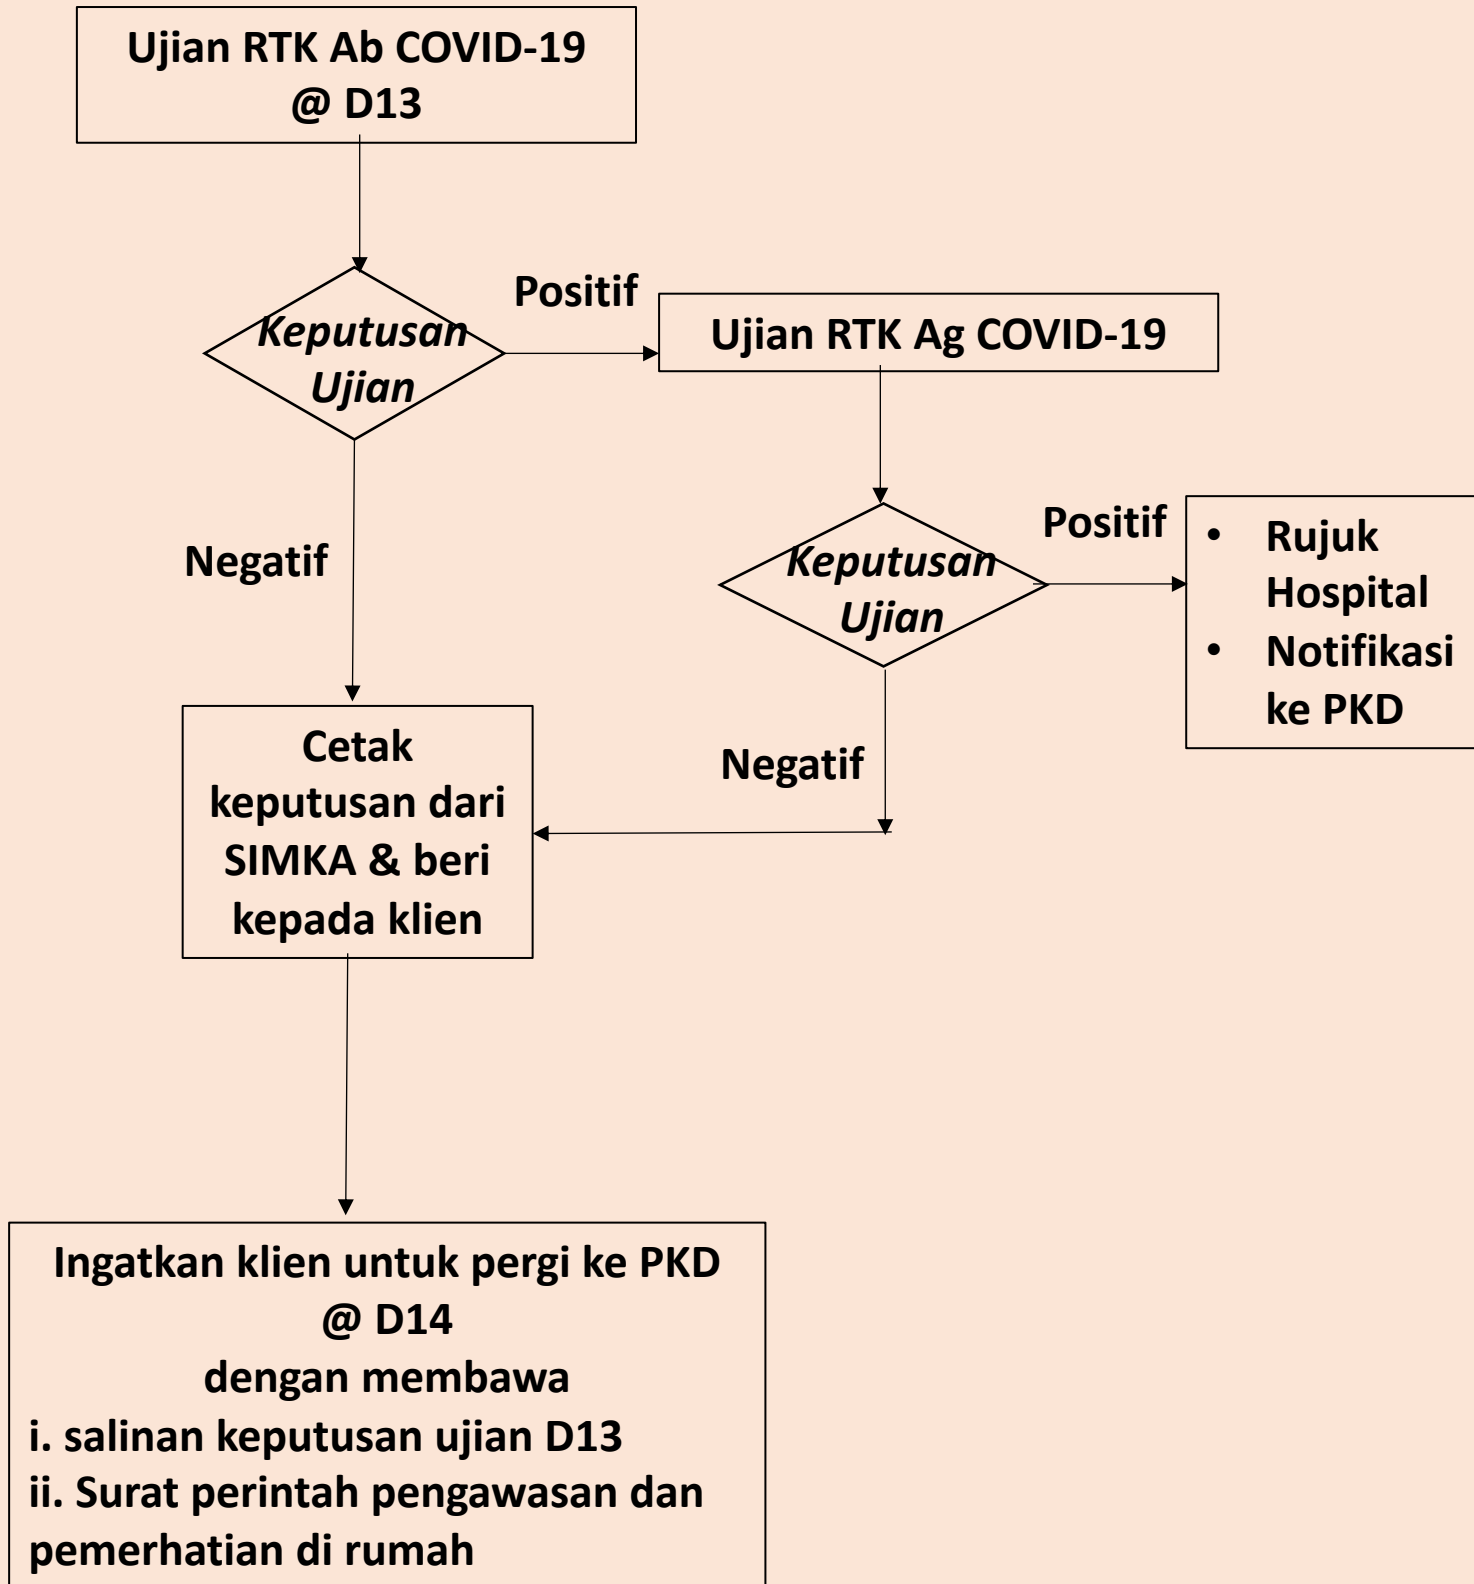 Ujian RTK Ab COVID-19
@ D13
Keputusan
Ujian
Positif
Ujian RTK Ag COVID-19
Keputusan
Ujian
Positif
• Rujuk
Hospital
• Notifikasi
ke PKD
Negatif
Negatif
Cetak
keputusan dari
SIMKA & beri
kepada klien
Ingatkan klien untuk pergi ke PKD
@ D14
dengan membawa
i. salinan keputusan ujian D13
ii. Surat perintah pengawasan dan
pemerhatian di rumah